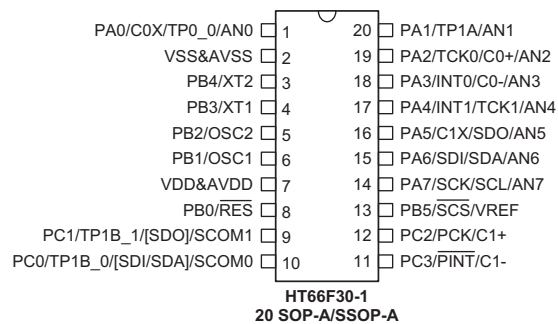 PA0/C0X/TP0_0/AN0 1 20 PA1/TP1A/AN1
VSS&AVSS 2 19 PA2/TCK0/C0+/AN2
PB4/XT2 3 18 PA3/INT0/C0-/AN3
PB3/XT1 4 17 PA4/INT1/TCK1/AN4
PB2/OSC2 5 16 PA5/C1X/SDO/AN5
PB1/OSC1 6 15 PA6/SDI/SDA/AN6
VDD&AVDD 7 14 PA7/SCK/SCL/AN7
PB0/RES 8 13 PB5/SCS/VREF
PC1/TP1B_1/[SDO]/SCOM1 9 12 PC2/PCK/C1+
PC0/TP1B_0/[SDI/SDA]/SCOM0 10 11 PC3/PINT/C1-
HT66F30-1
20 SOP-A/SSOP-A